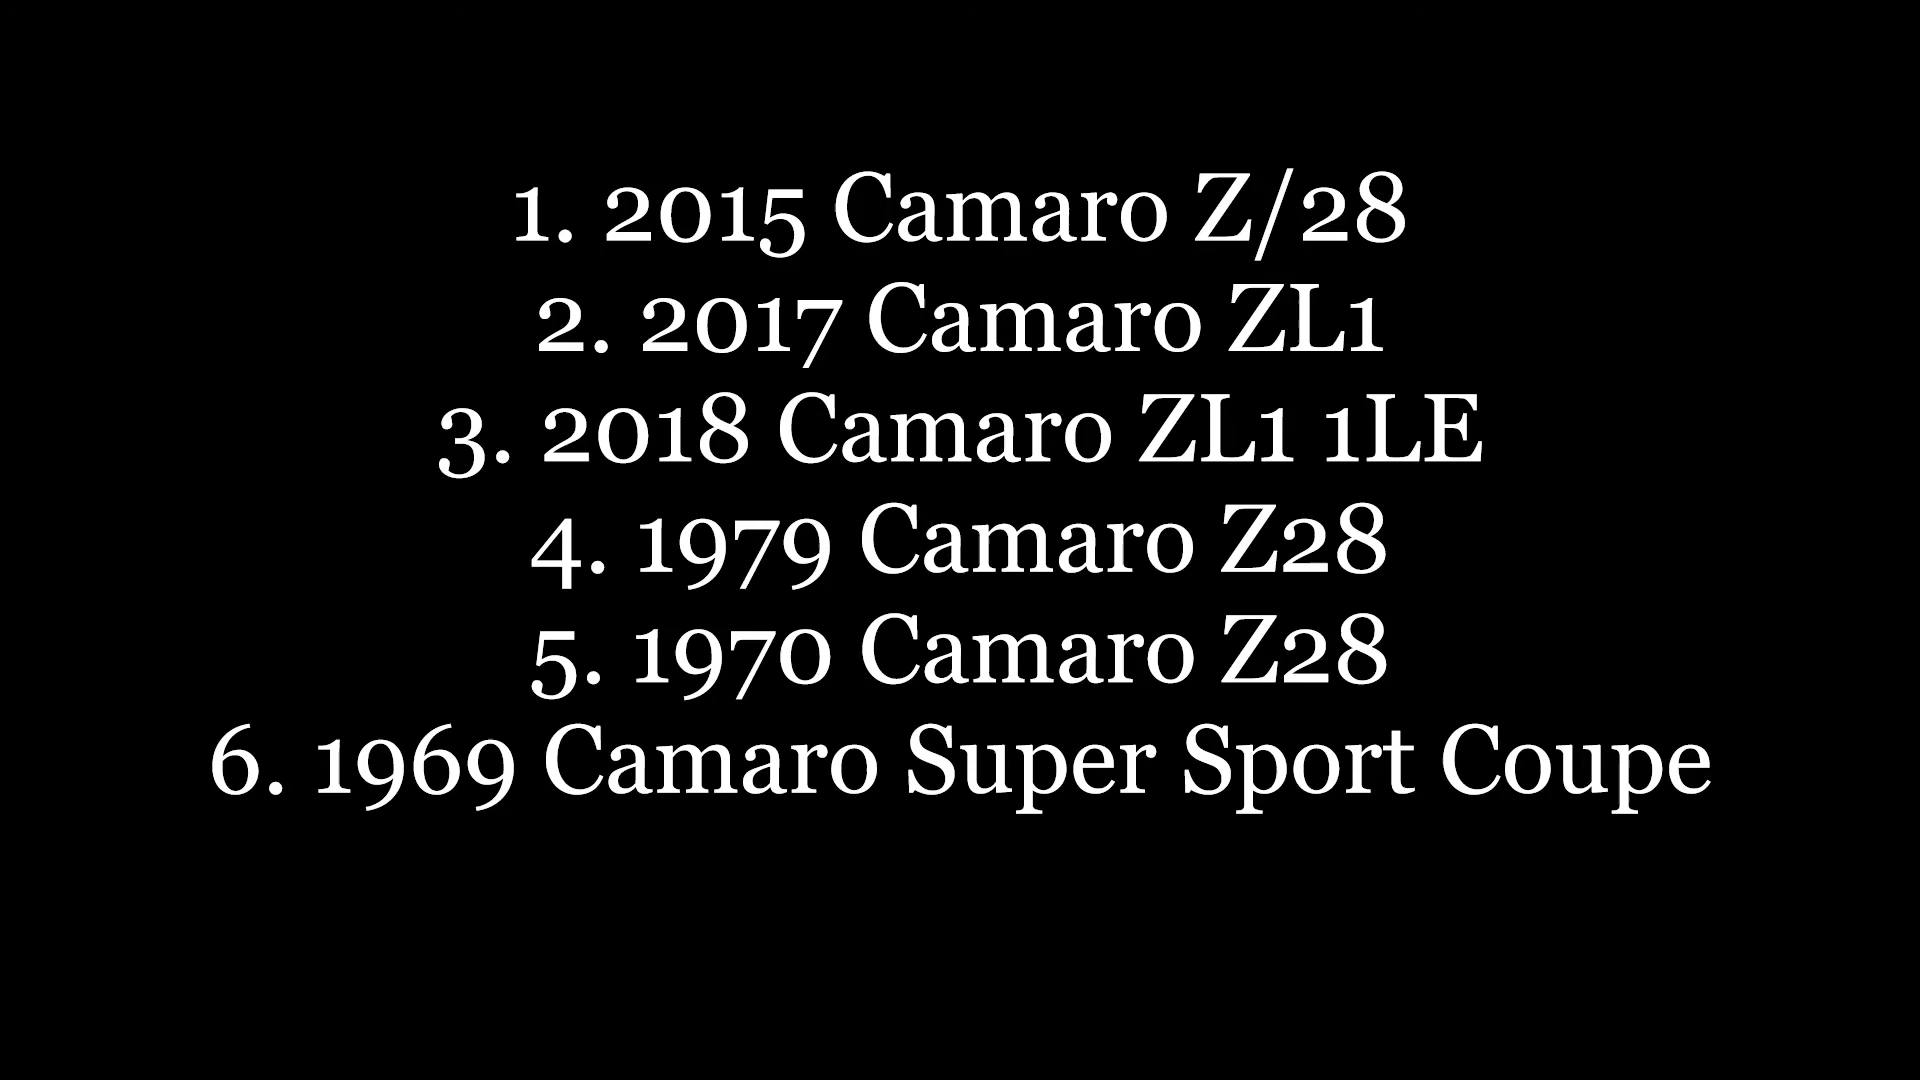 1. 2015 Camaro Z/28
2. 2017 Camaro ZL1
3. 2018 Camaro ZL1 1LE
4. 1979 Camaro Z28
5. 1970 Camaro Z28
6. 1969 Camaro Super Sport Coupe